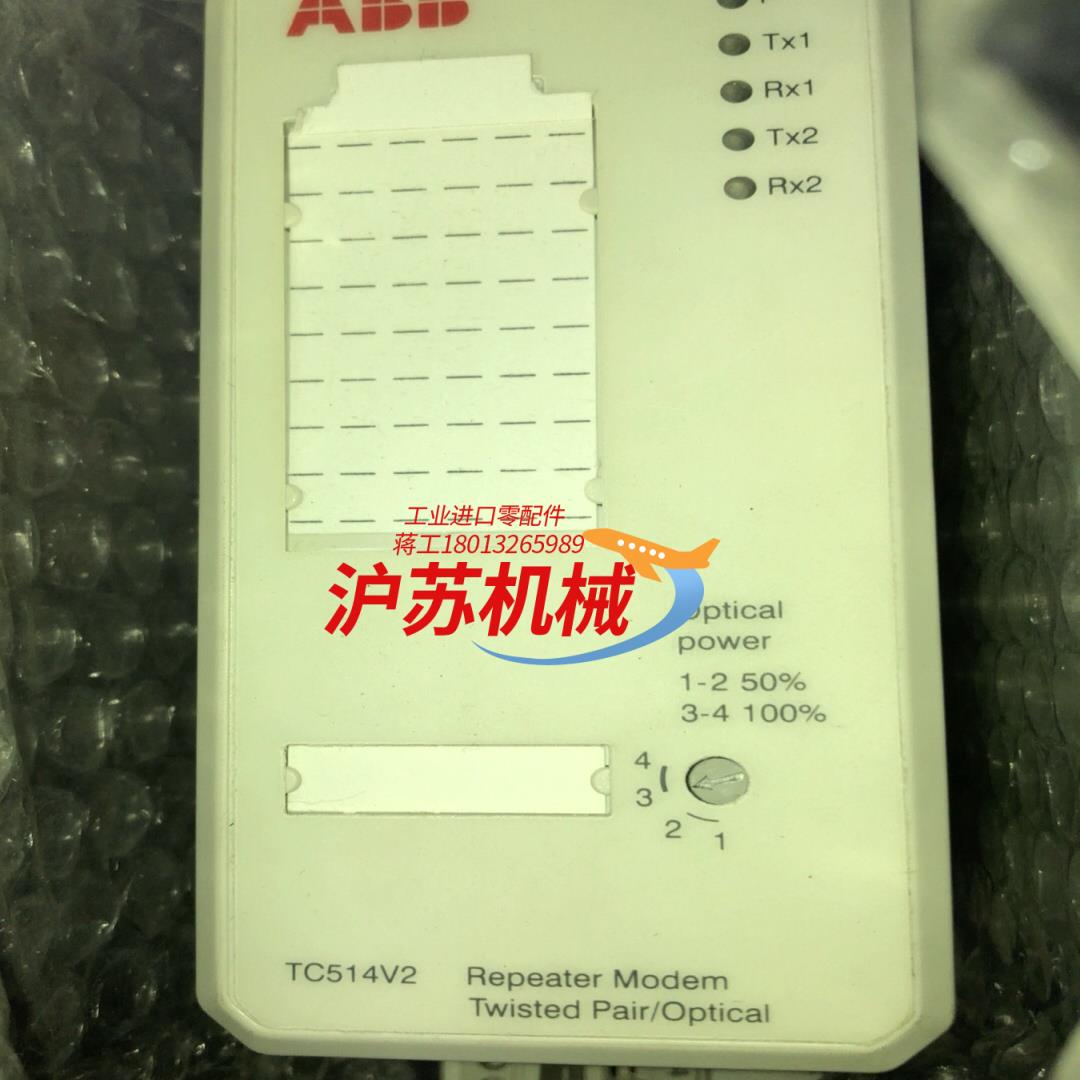 ABB
Tx1
Rx1
Tx2
Rx2
工业进口零配件
蒋工18013265989
沪苏机械
Optical
power
1-2 50%
3-4 100%
4
3
2
1
TC514V2 Repeater Modem
Twisted Pair/Optical